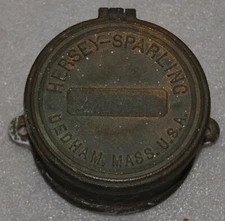 HERSEY-SPARLING
DEDHAM, MASS. U.S.A.